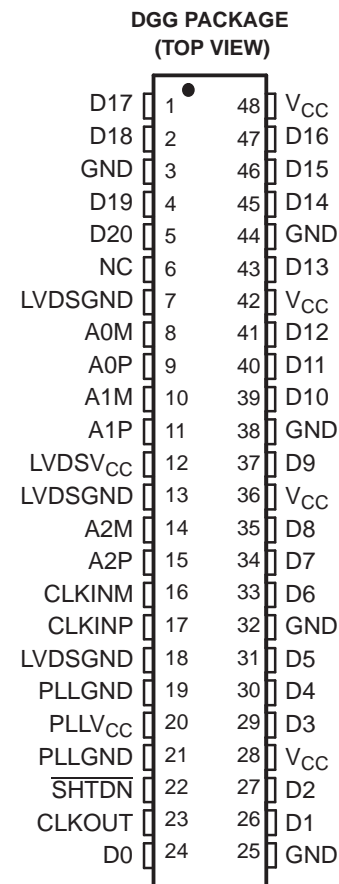 DGG PACKAGE
(TOP VIEW)
D17 1 48 VCC
D18 2 47 D16
GND 3 46 D15
D19 4 45 D14
D20 5 44 GND
NC 6 43 D13
LVDSGND 7 42 VCC
A0M 8 41 D12
A0P 9 40 D11
A1M 10 39 D10
A1P 11 38 GND
LVDSVCC 12 37 D9
LVDSGND 13 36 VCC
A2M 14 35 D8
A2P 15 34 D7
CLKINM 16 33 D6
CLKINP 17 32 GND
LVDSGND 18 31 D5
PLLGND 19 30 D4
PLLVCC 20 29 D3
PLLGND 21 28 VCC
SHTDN 22 27 D2
CLKOUT 23 26 D1
D0 24 25 GND